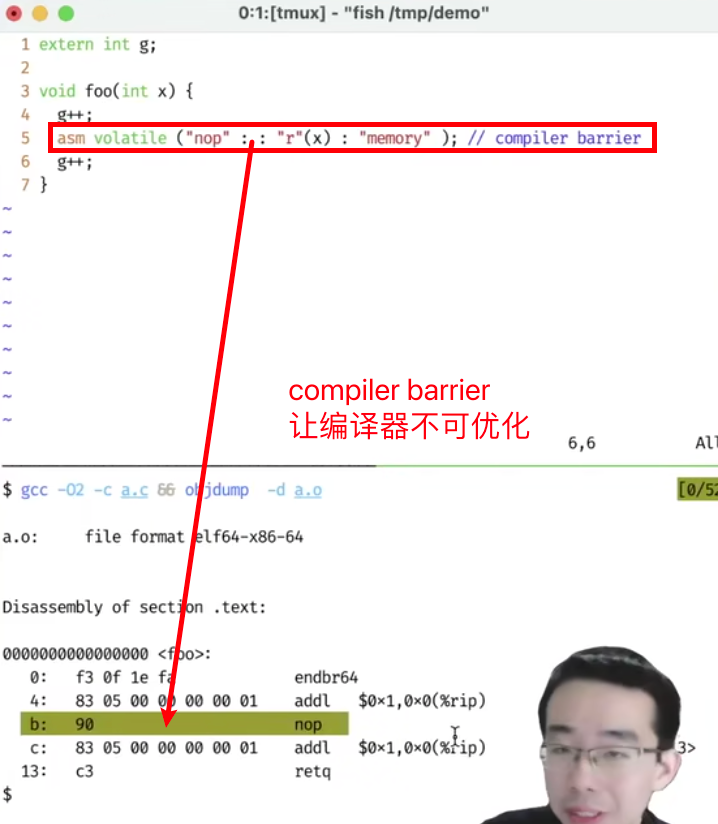 0:1:[tmux] - "fish /tmp/demo"
1 extern int g;
2
3 void foo(int x) {
4 g++;
5 asm volatile ("nop" : : "r"(x) : "memory" ); // compiler barrier
6 g++;
7 }
~
~
~
~
~
~
~
~
~
~
compiler barrier
让编译器不可优化
6,6 All
$ gcc -O2 -c a.c && objdump -d a.o
[0/52
a.o: file format elf64-x86-64
Disassembly of section .text:
0000000000000000 <foo>:
0: f3 0f 1e fa endbr64
4: 83 05 00 00 00 00 01 addl $0×1,0×0(%rip)
b: 90 nop
c: 83 05 00 00 00 00 01 addl $0×1,0×0(%rip) 3>
13: c3 retq
$